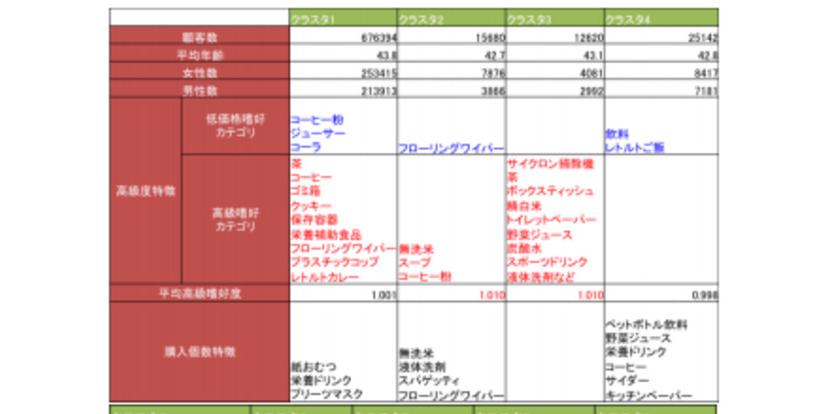 クラスタ1 クラスタ2 クラスタ3 クラスタ4
顧客数 676394 15680 12620 25142
平均年齢 43.8 42.7 43.1 42.8
女性数 253415 7876 4081 8417
男性数 213913 3866 2992 7181
高級度特徴
低価格嗜好
カテゴリ
コーヒー粉
ジューサー
コーラ
フローリングワイパー
飲料
レトルトご飯
高級嗜好
カテゴリ
茶
コーヒー
ゴミ箱
クッキー
保存容器
栄養補助食品
フローリングワイパー
プラスチックコップ
レトルトカレー
無洗米
スープ
コーヒー粉
サイクロン掃除機
茶
ボックスティッシュ
精白米
トイレットペーパー
野菜ジュース
炭酸水
スポーツドリンク
液体洗剤など
平均高級嗜好度 1.001 1.010 1.010 0.998
購入個数特徴
紙おむつ
栄養ドリンク
プリーツマスク
無洗米
液体洗剤
スパゲッティ
フローリングワイパー
ペットボトル飲料
野菜ジュース
栄養ドリンク
コーヒー
サイダー
キッチンペーパー